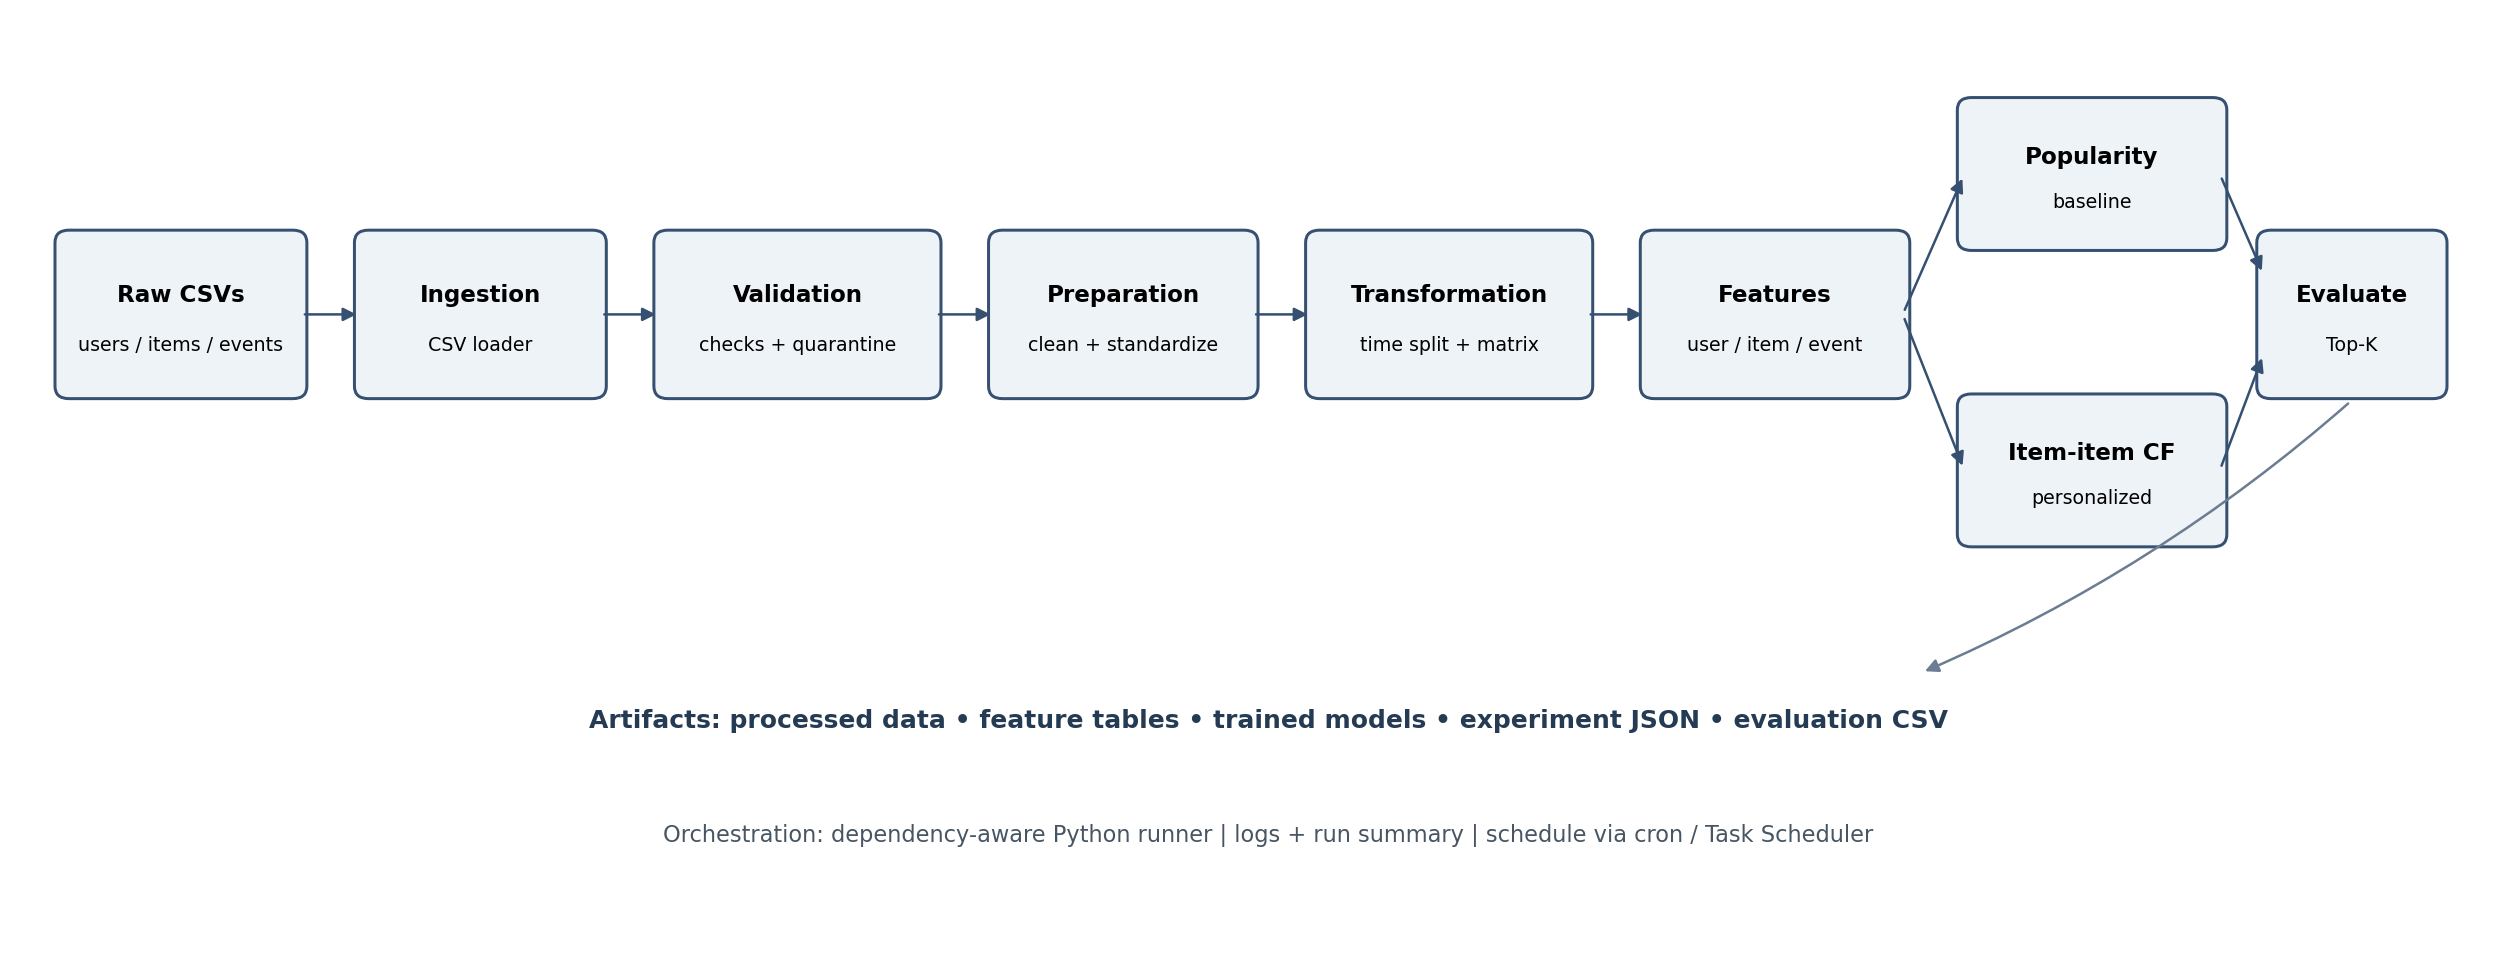 Raw CSVs
users / items / events
Ingestion
CSV loader
Validation
checks + quarantine
Preparation
clean + standardize
Transformation
time split + matrix
Features
user / item / event
Popularity
baseline
Item-item CF
personalized
Evaluate
Top-K
Artifacts: processed data • feature tables • trained models • experiment JSON • evaluation CSV
Orchestration: dependency-aware Python runner | logs + run summary | schedule via cron / Task Scheduler